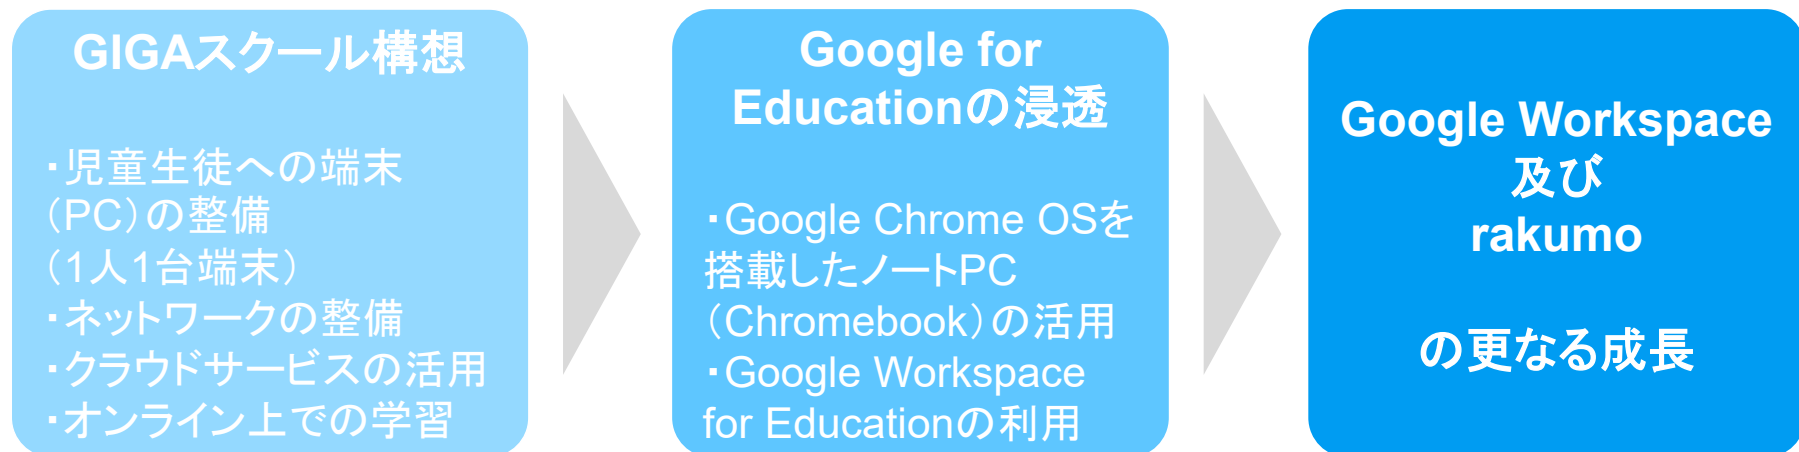 GIGAスクール構想
・児童生徒への端末
（PC）の整備
（1人1台端末）
・ネットワークの整備
・クラウドサービスの活用
・オンライン上での学習
Google for
Educationの浸透
・Google Chrome OSを
搭載したノートPC
（Chromebook）の活用
・Google Workspace
for Educationの利用
Google Workspace
及び
rakumo
の更なる成長